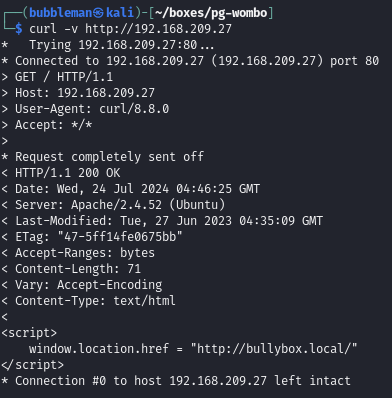 ┌──(bubbleman㉿kali)-[~/boxes/pg-wombo]
└─$ curl -v http://192.168.209.27
*   Trying 192.168.209.27:80...
* Connected to 192.168.209.27 (192.168.209.27) port 80
> GET / HTTP/1.1
> Host: 192.168.209.27
> User-Agent: curl/8.8.0
> Accept: */*
>
* Request completely sent off
< HTTP/1.1 200 OK
< Date: Wed, 24 Jul 2024 04:46:25 GMT
< Server: Apache/2.4.52 (Ubuntu)
< Last-Modified: Tue, 27 Jun 2023 04:35:09 GMT
< ETag: "47-5ff14fe0675bb"
< Accept-Ranges: bytes
< Content-Length: 71
< Vary: Accept-Encoding
< Content-Type: text/html
<
<script>
    window.location.href = "http://bullybox.local/"
</script>
* Connection #0 to host 192.168.209.27 left intact